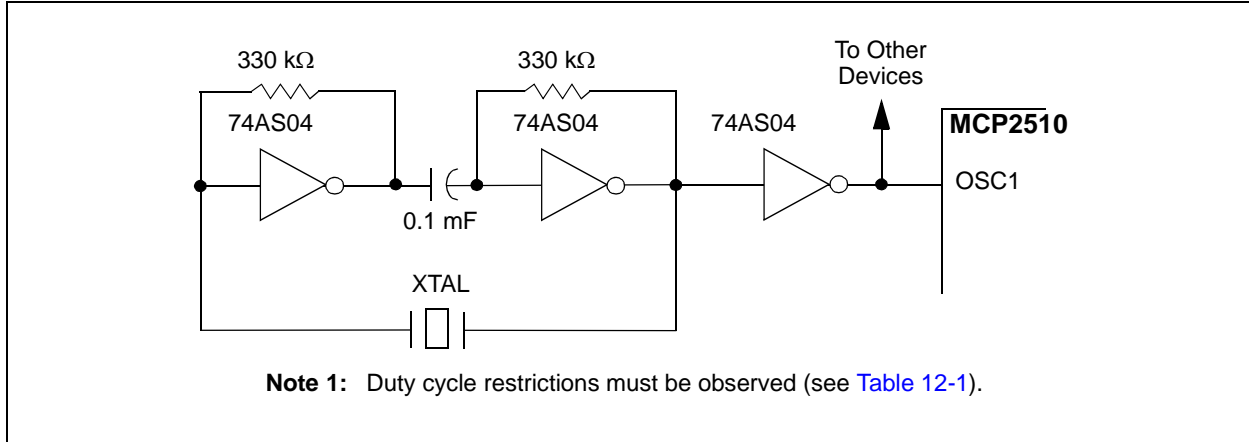 330 kΩ
330 kΩ
To Other
Devices
74AS04
74AS04
74AS04
MCP2510
OSC1
0.1 mF
XTAL
Note 1: Duty cycle restrictions must be observed (see Table 12-1).